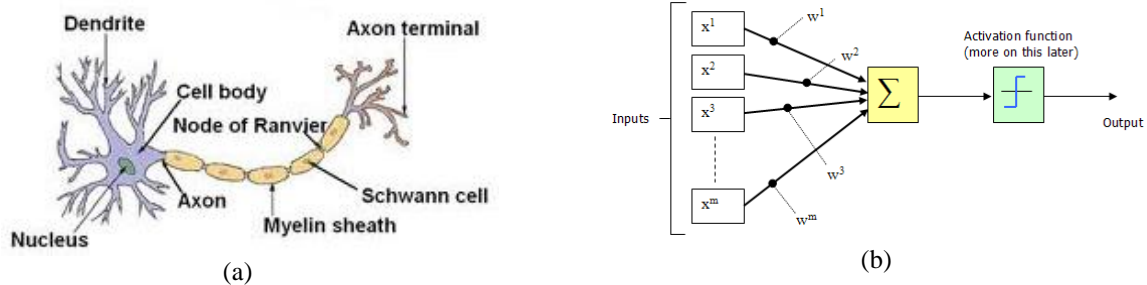 Dendrite
Axon terminal
Cell body
Node of Ranvier
Axon
Schwann cell
Myelin sheath
Nucleus
(a)
Inputs
x¹
x²
x³
xᵐ
w¹
w²
w³
wᵐ
∑
Activation function
(more on this later)
Output
(b)